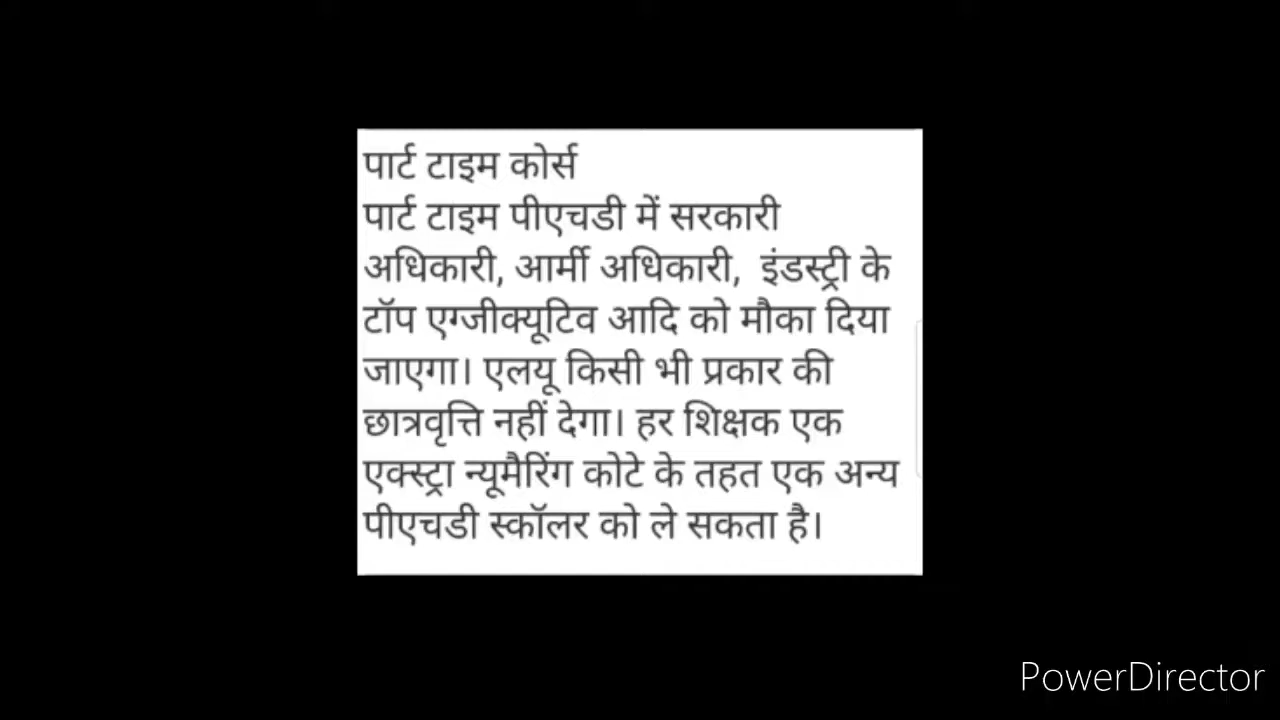 पार्ट टाइम कोर्स
पार्ट टाइम पीएचडी में सरकारी
अधिकारी, आर्मी अधिकारी, इंडस्ट्री के
टॉप एग्जीक्यूटिव आदि को मौका दिया
जाएगा। एलयू किसी भी प्रकार की
छात्रवृत्ति नहीं देगा। हर शिक्षक एक
एक्स्ट्रा न्यूमैरिंग कोटे के तहत एक अन्य
पीएचडी स्कॉलर को ले सकता है।
PowerDirector